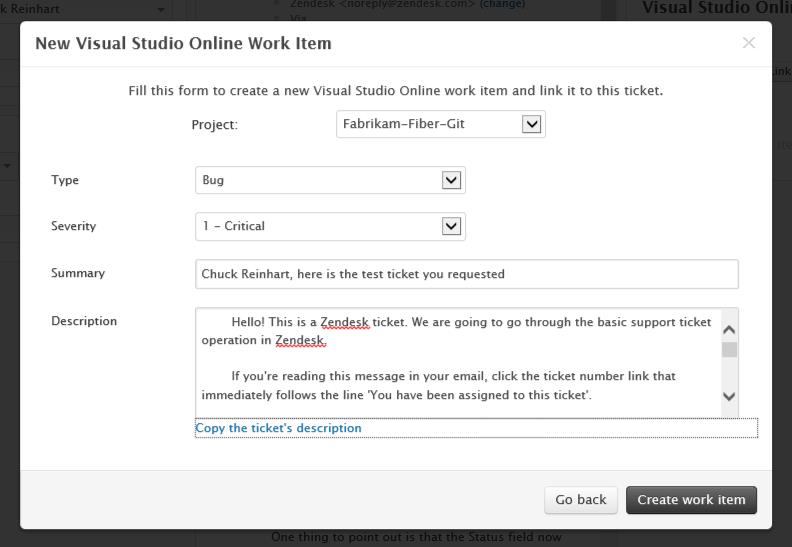 k Reinhart
Zendesk <noreply@zendesk.com> (change)
Via
Visual Studio Onli
New Visual Studio Online Work Item
×
Fill this form to create a new Visual Studio Online work item and link it to this ticket.
Project:
Fabrikam-Fiber-Git
Type
Bug
Severity
1 - Critical
Summary
Chuck Reinhart, here is the test ticket you requested
Description
Hello! This is a Zendesk ticket. We are going to go through the basic support ticket
operation in Zendesk.
If you're reading this message in your email, click the ticket number link that
immediately follows the line 'You have been assigned to this ticket'.
Copy the ticket's description
Go back
Create work item
One thing to point out is that the Status field now